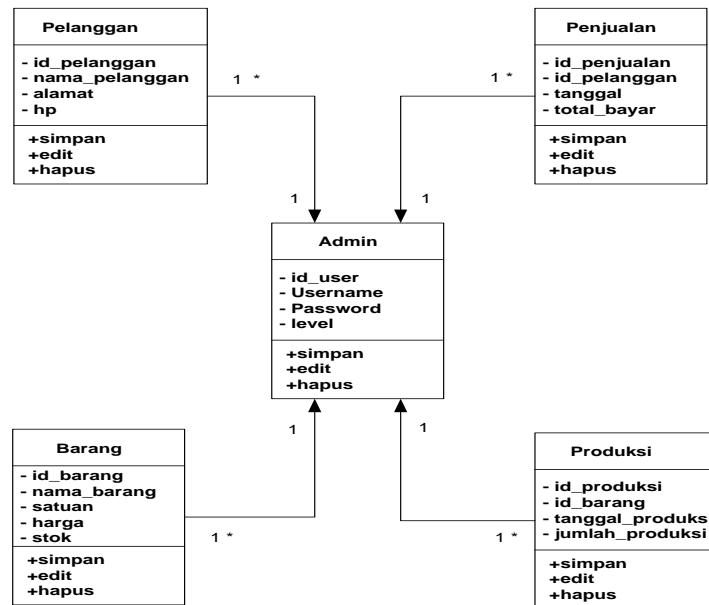 Pelanggan
- id_pelanggan
- nama_pelanggan
- alamat
- hp
+simpan
+edit
+hapus
1 *
1
Penjualan
- id_penjualan
- id_pelanggan
- tanggal
- total_bayar
+simpan
+edit
+hapus
1 *
1
Admin
- id_user
- Username
- Password
- level
+simpan
+edit
+hapus
Barang
- id_barang
- nama_barang
- satuan
- harga
- stok
+simpan
+edit
+hapus
1
1 *
Produksi
- id_produksi
- id_barang
- tanggal_produks
- jumlah_produksi
+simpan
+edit
+hapus
1
1 *